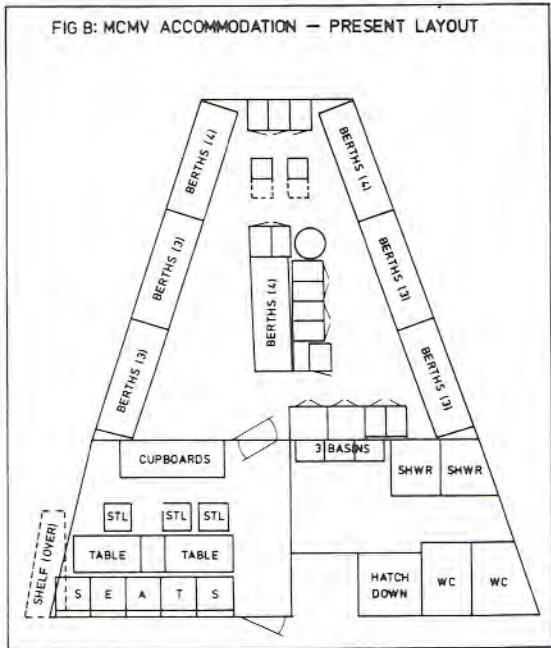 FIG B: MCMV ACCOMMODATION — PRESENT LAYOUT
BERTHS (4)
BERTHS (4)
BERTHS (3)
BERTHS (3)
BERTHS (4)
BERTHS (3)
BERTHS (3)
CUPBOARDS
3 BASINS
SHWR
SHWR
STL
STL
STL
TABLE
TABLE
SHELF (OVER)
S E A T S
HATCH
DOWN
WC
WC